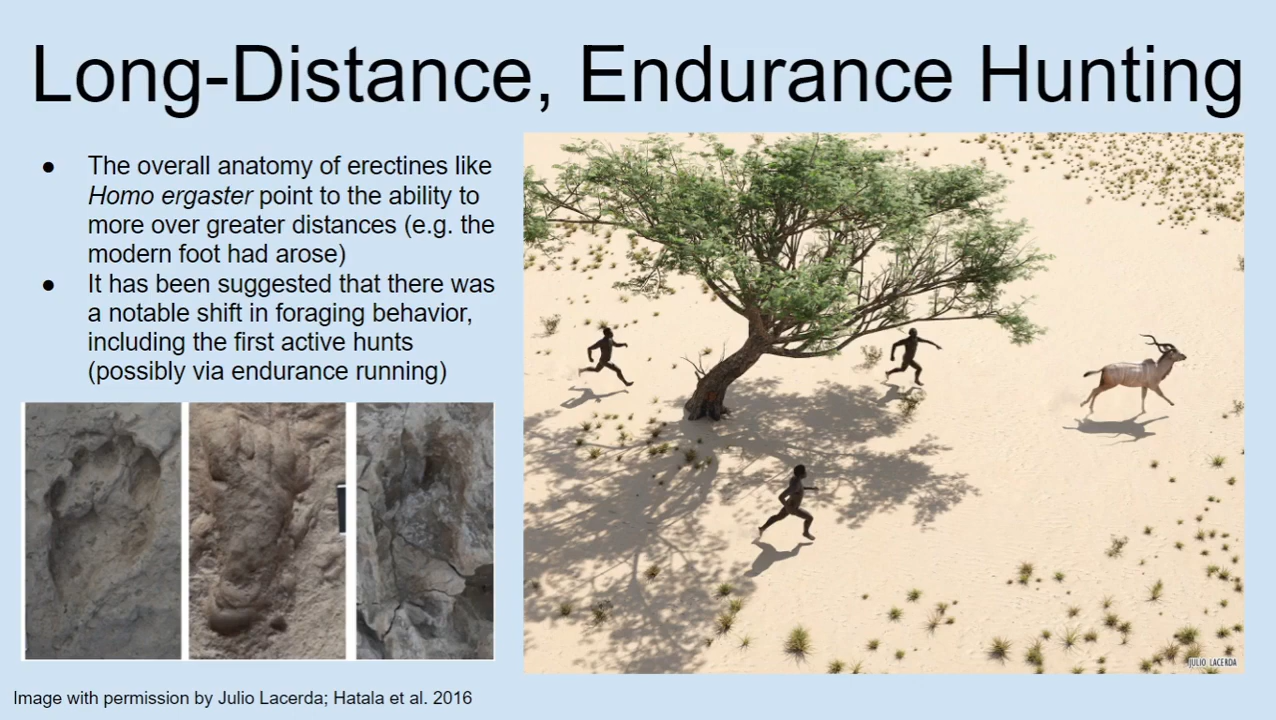 Long-Distance, Endurance Hunting
● The overall anatomy of erectines like
Homo ergaster point to the ability to
more over greater distances (e.g. the
modern foot had arose)
● It has been suggested that there was
a notable shift in foraging behavior,
including the first active hunts
(possibly via endurance running)
JULIO LACERDA
Image with permission by Julio Lacerda; Hatala et al. 2016